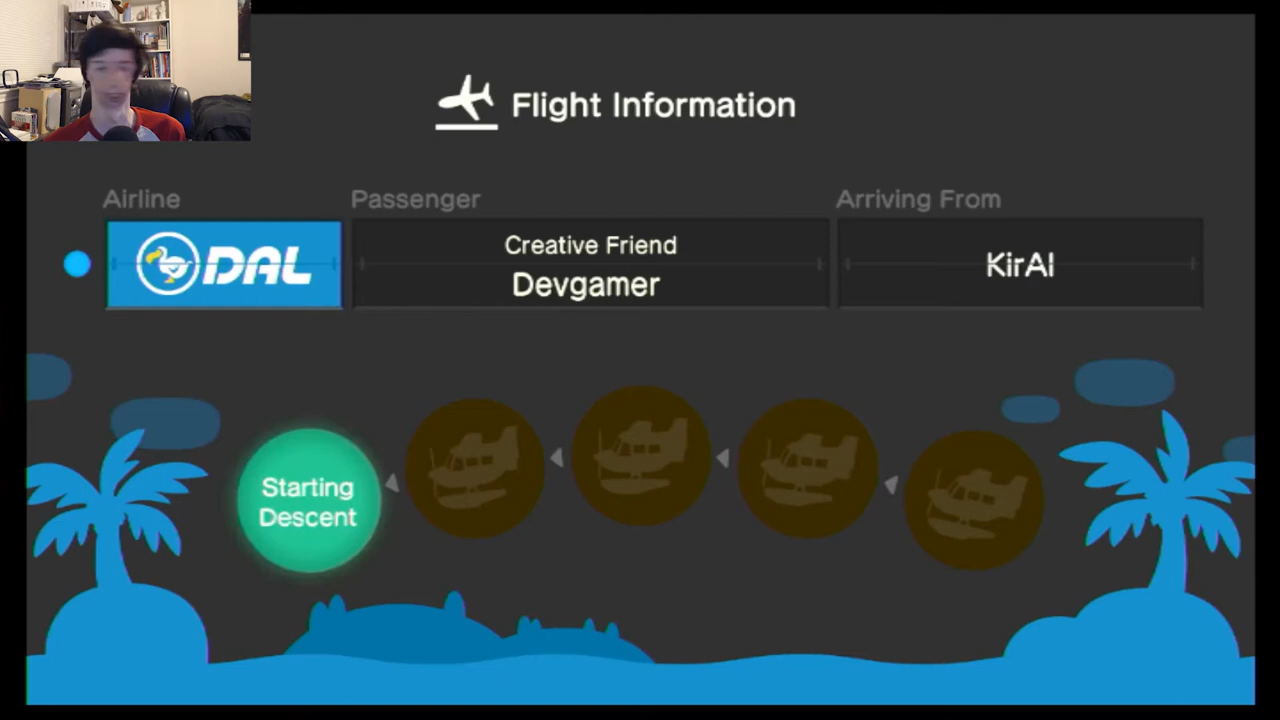 Flight Information
Airline
Passenger
Arriving From
DAL
Creative Friend
Devgamer
KirAI
Starting
Descent